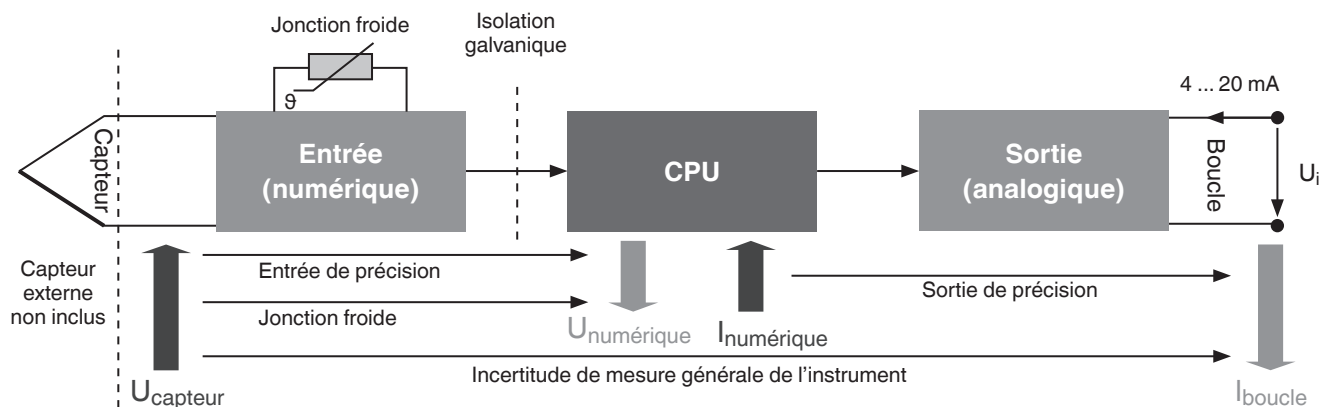 Jonction froide
Isolation
galvanique
ϑ
4 ... 20 mA
Capteur
Entrée
(numérique)
CPU
Sortie
(analogique)
Boucle
Ui
Capteur
externe
non inclus
Entrée de précision
Jonction froide
Unumérique
Inumérique
Sortie de précision
Ucapteur
Incertitude de mesure générale de l'instrument
Iboucle